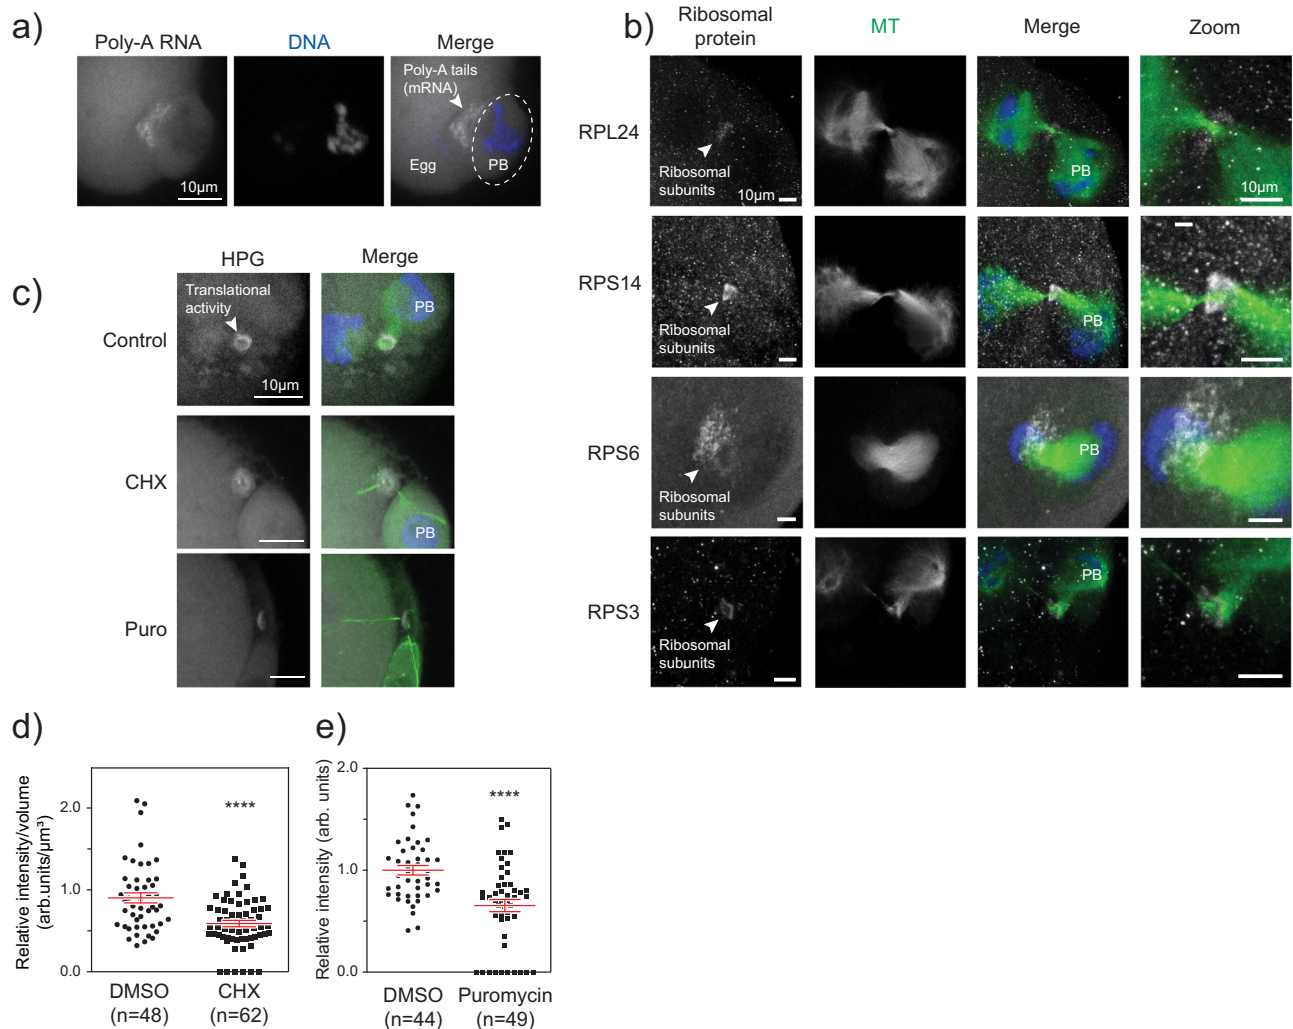 a)
Poly-A RNA
DNA
Merge
Poly-A tails
(mRNA)
Egg
PB
10μm
b)
Ribosomal
protein
MT
Merge
Zoom
RPL24
Ribosomal
subunits
10μm
PB
10μm
RPS14
Ribosomal
subunits
PB
RPS6
Ribosomal
subunits
PB
RPS3
Ribosomal
subunits
PB
c)
HPG
Merge
Control
Translational
activity
10μm
PB
CHX
PB
Puro
d)
Relative intensity/volume
(arb.units/μm³)
2.0
1.0
0.0
****
DMSO
(n=48)
CHX
(n=62)
e)
Relative intensity (arb. units)
2.0
1.0
0.0
****
DMSO
(n=44)
Puromycin
(n=49)